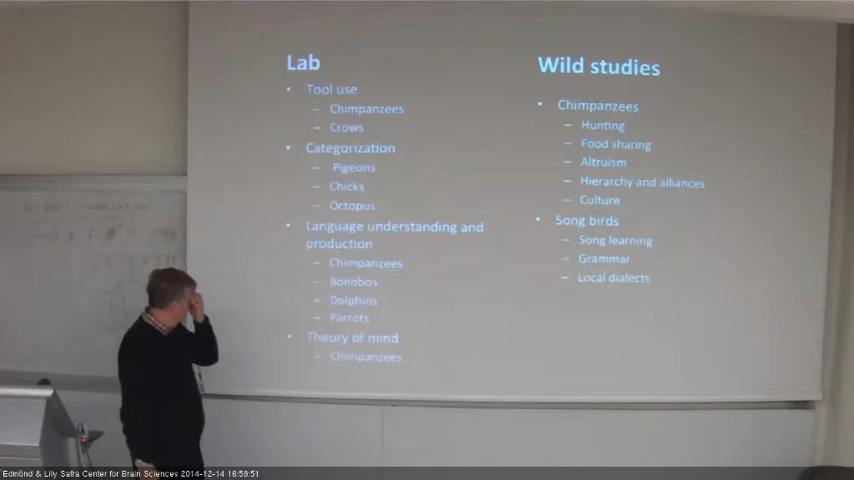 Lab
• Tool use
– Chimpanzees
– Crows
• Categorization
– Pigeons
– Chicks
– Octopus
• Language understanding and
production
– Chimpanzees
– Bonobos
– Dolphins
– Parrots
• Theory of mind
– Chimpanzees
Wild studies
• Chimpanzees
– Hunting
– Food sharing
– Altruism
– Hierarchy and alliances
– Culture
• Song birds
– Song learning
– Grammar
– Local dialects
Edmond & Lily Safra Center for Brain Sciences 2014-12-14 16:58:51